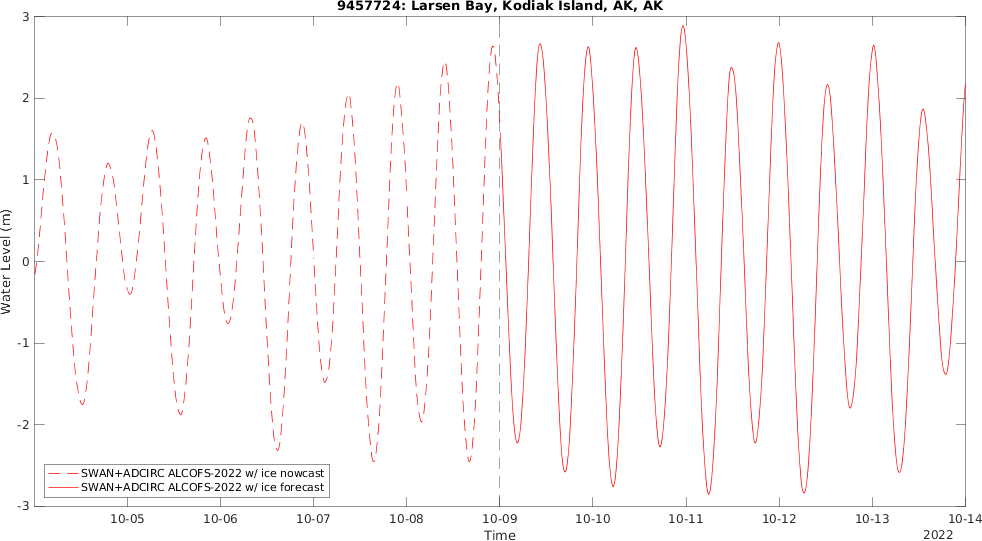 9457724: Larsen Bay, Kodiak Island, AK, AK
3
2
1
0
-1
-2
-3
Water Level (m)
SWAN+ADCIRC ALCOFS-2022 w/ ice nowcast
SWAN+ADCIRC ALCOFS-2022 w/ ice forecast
10-05 10-06 10-07 10-08 10-09 10-10 10-11 10-12 10-13 10-14
Time
2022